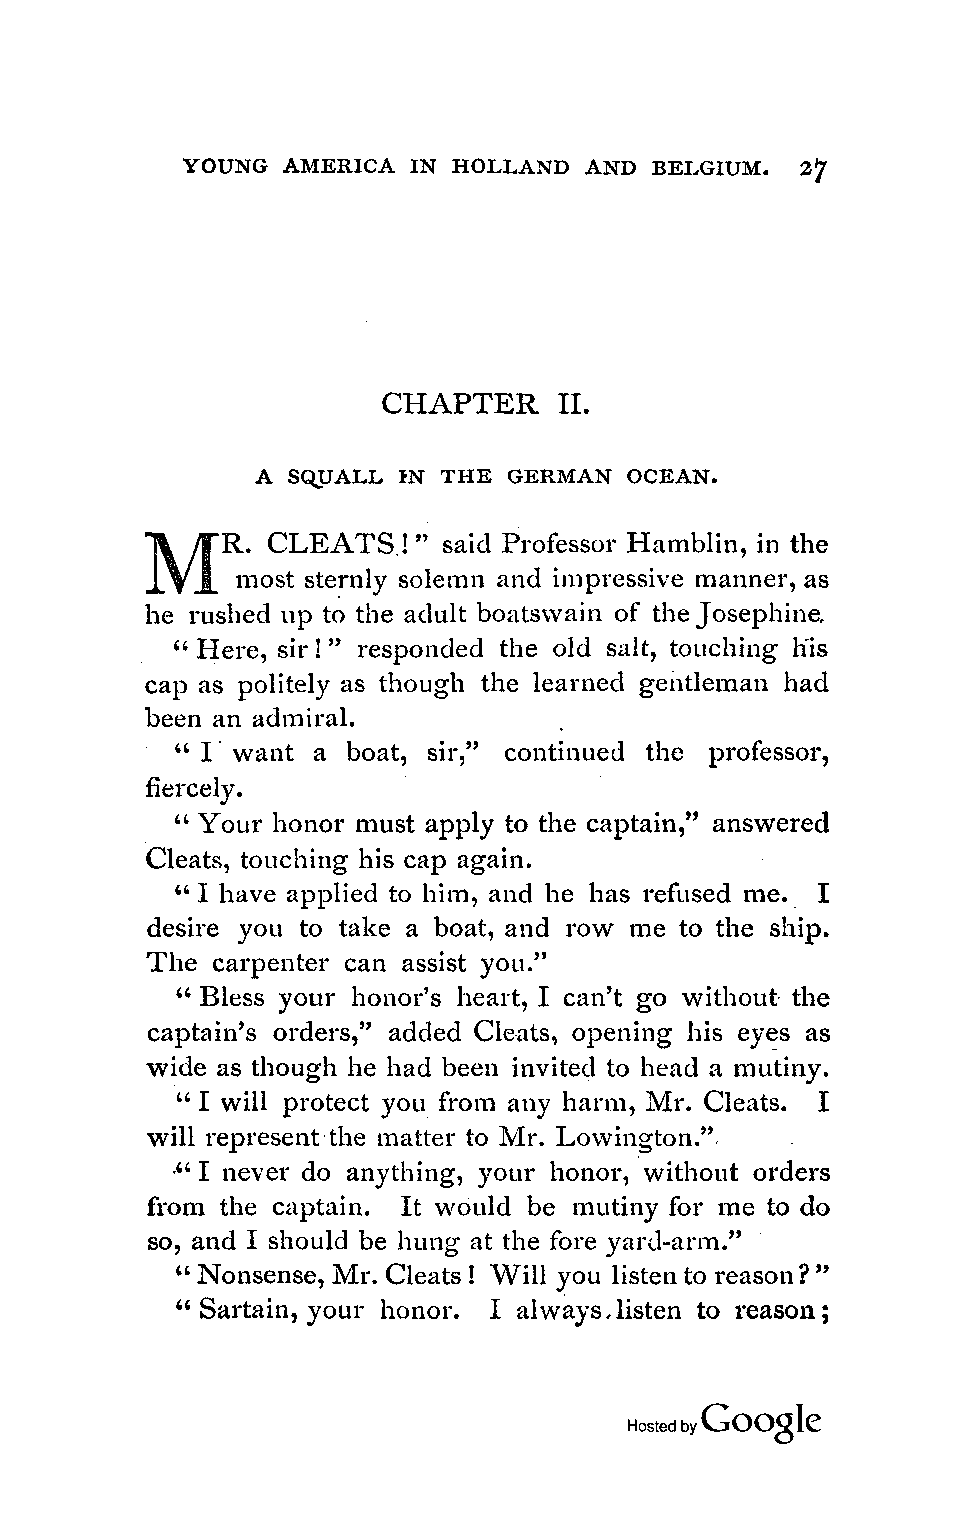 YOUNG AMERICA IN HOLLAND AND BELGIUM. 27
CHAPTER II.
A SQUALL IN THE GERMAN OCEAN.
MR. CLEATS!" said Professor Hamblin, in the
most sternly solemn and impressive manner, as
he rushed up to the adult boatswain of the Josephine.
"Here, sir!" responded the old salt, touching his
cap as politely as though the learned gentleman had
been an admiral.
"I want a boat, sir," continued the professor,
fiercely.
"Your honor must apply to the captain," answered
Cleats, touching his cap again.
"I have applied to him, and he has refused me. I
desire you to take a boat, and row me to the ship.
The carpenter can assist you."
"Bless your honor's heart, I can't go without the
captain's orders," added Cleats, opening his eyes as
wide as though he had been invited to head a mutiny.
"I will protect you from any harm, Mr. Cleats. I
will represent the matter to Mr. Lowington."
"I never do anything, your honor, without orders
from the captain. It would be mutiny for me to do
so, and I should be hung at the fore yard-arm."
"Nonsense, Mr. Cleats! Will you listen to reason?"
"Sartain, your honor. I always listen to reason;
Hosted by Google